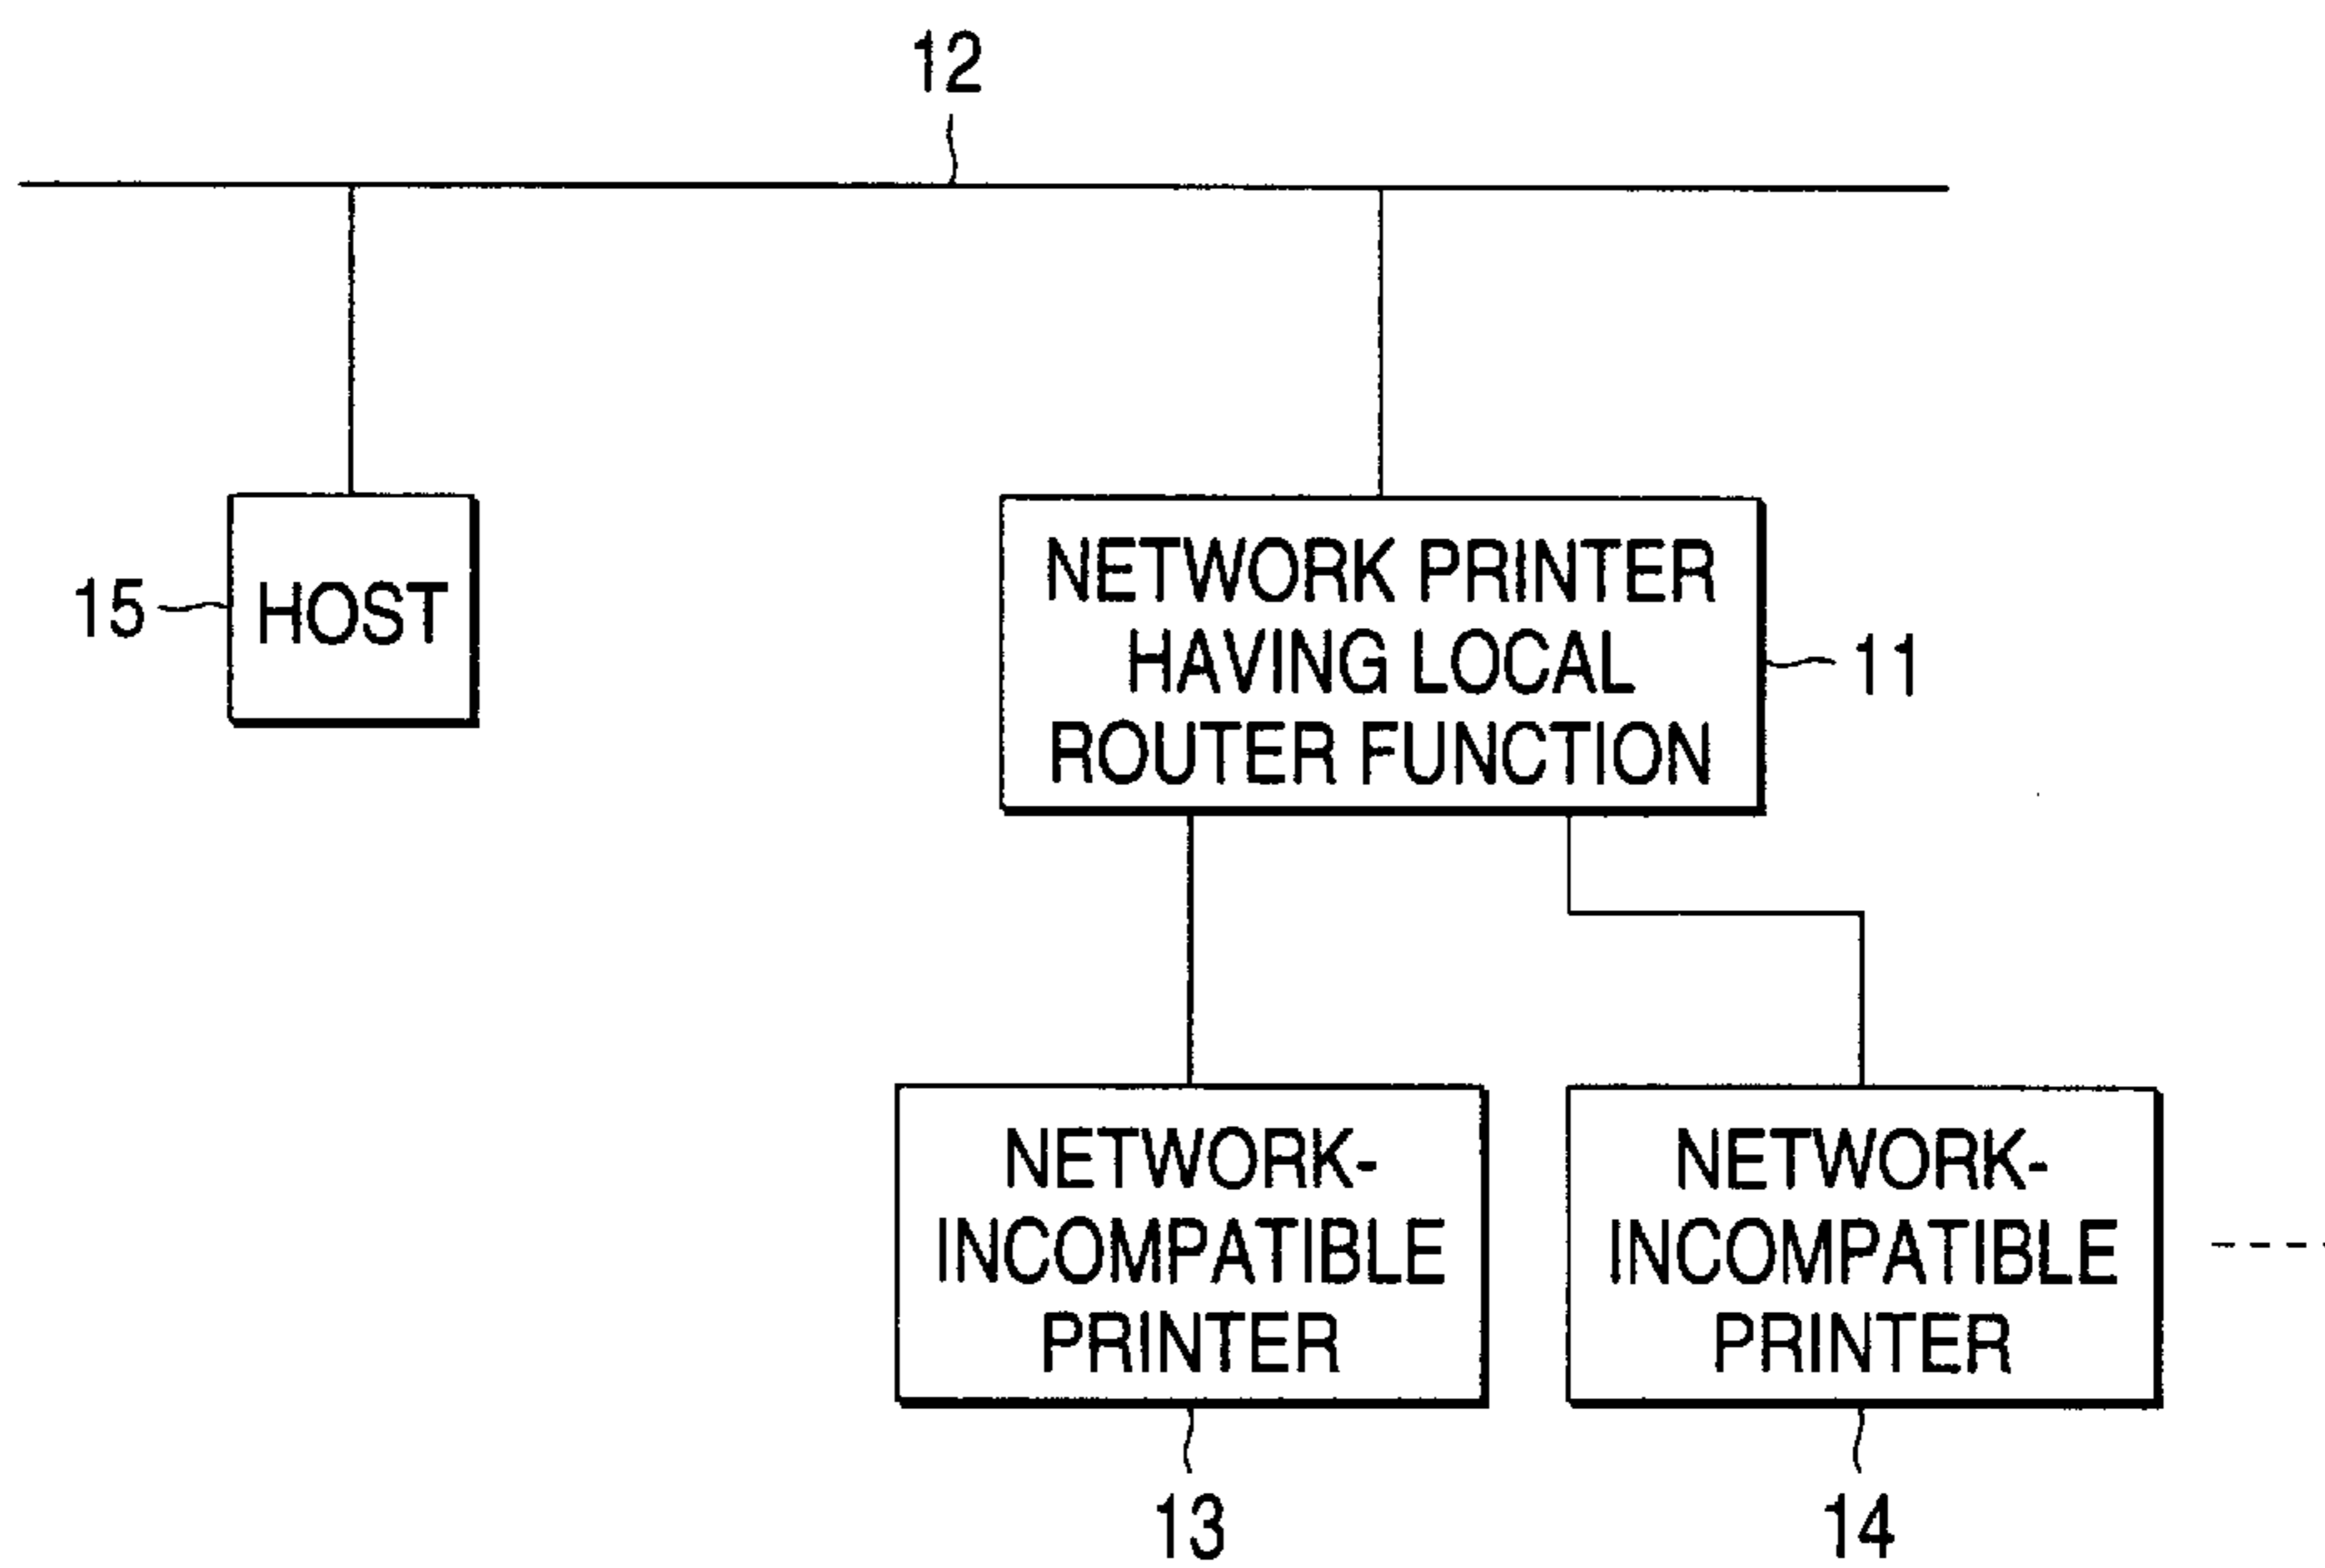 12
15
HOST
NETWORK PRINTER
HAVING LOCAL
ROUTER FUNCTION
11
NETWORK-
INCOMPATIBLE
PRINTER
NETWORK-
INCOMPATIBLE
PRINTER
13
14